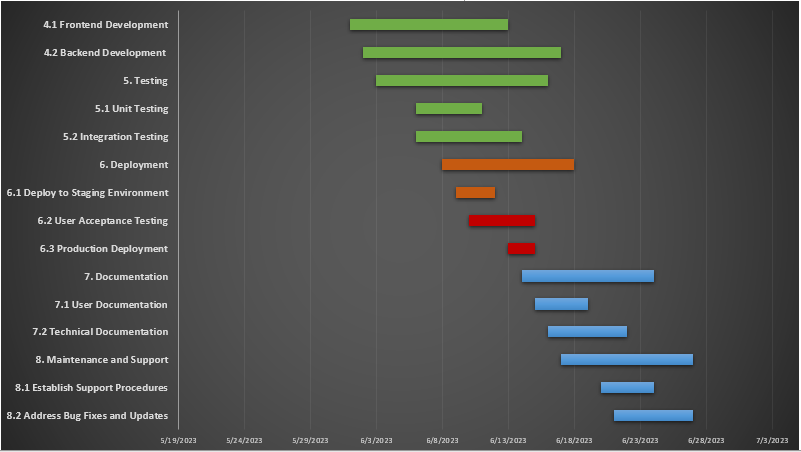 4.1 Frontend Development
4.2 Backend Development
5. Testing
5.1 Unit Testing
5.2 Integration Testing
6. Deployment
6.1 Deploy to Staging Environment
6.2 User Acceptance Testing
6.3 Production Deployment
7. Documentation
7.1 User Documentation
7.2 Technical Documentation
8. Maintenance and Support
8.1 Establish Support Procedures
8.2 Address Bug Fixes and Updates
5/19/2023 5/24/2023 5/29/2023 6/3/2023 6/8/2023 6/13/2023 6/18/2023 6/23/2023 6/28/2023 7/3/2023